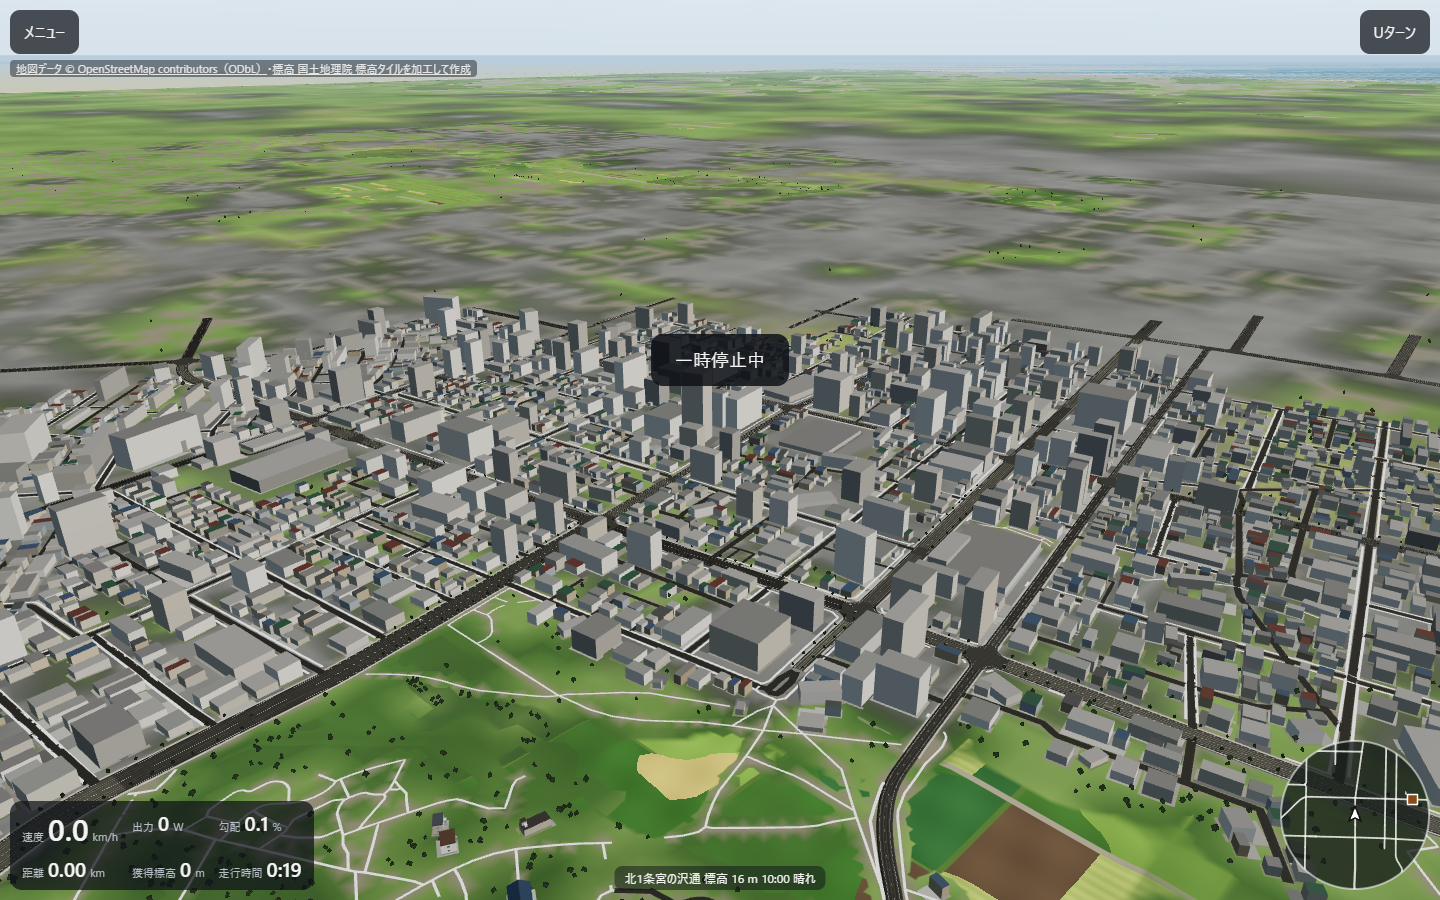 メニュー
Uターン
地図データ © OpenStreetMap contributors（ODbL）・標高 国土地理院 標高タイルを加工して作成
一時停止中
速度 0.0 km/h 出力 0 W 勾配 0.1 %
距離 0.00 km 獲得標高 0 m 走行時間 0:19
北1条宮の沢通 標高 16 m 10:00 晴れ